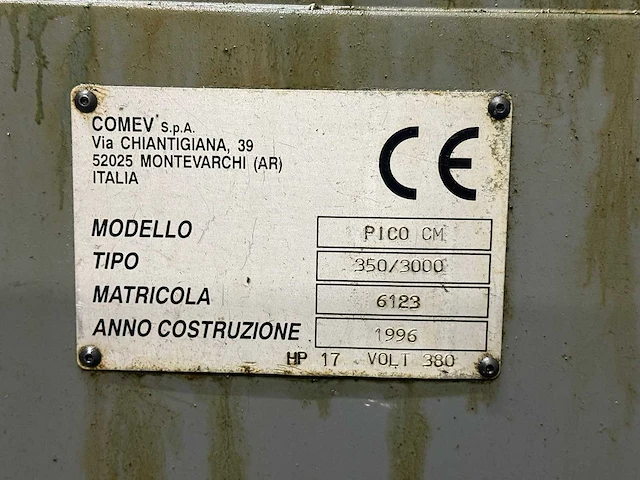 COMEV S.p.A.
Via CHIANTIGIANA, 39
52025 MONTEVARCHI (AR)
ITALIA
CE
MODELLO PICO CM
TIPO 350/3000
MATRICOLA 6123
ANNO COSTRUZIONE 1996
HP 17 VOLT 380